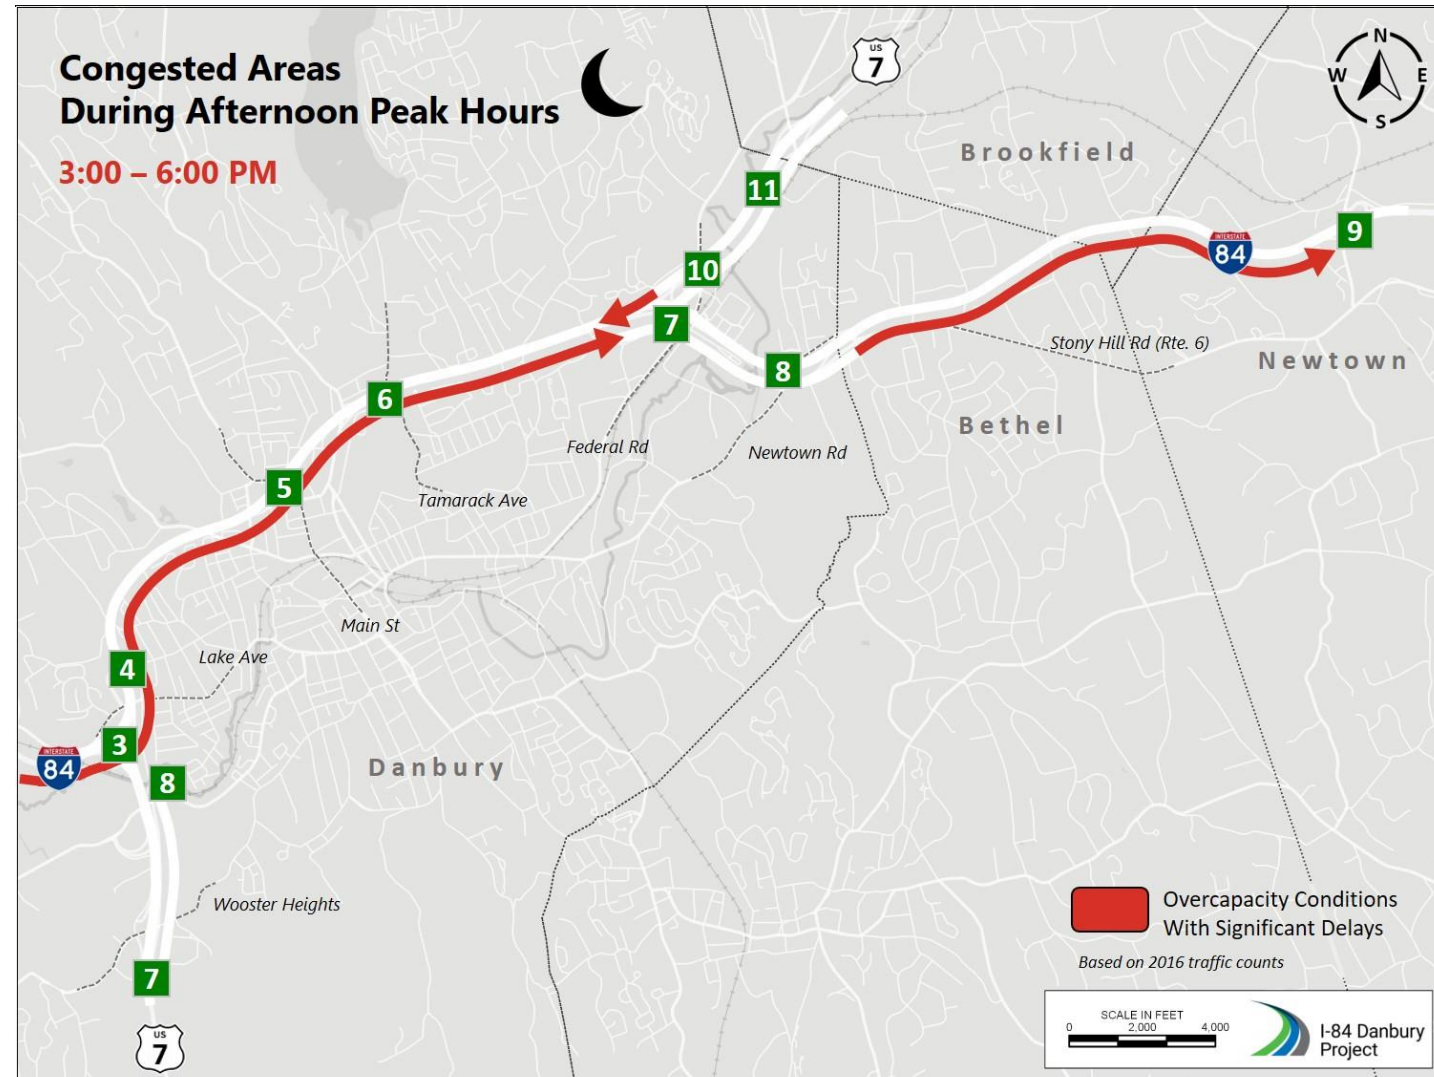 Congested Areas
During Afternoon Peak Hours
3:00 – 6:00 PM
US
7
N
W E
S
Brookfield
11
9
INTERSTATE
84
10
7
Stony Hill Rd (Rte. 6)
Newtown
8
6
Bethel
Federal Rd
Newtown Rd
5
Tamarack Ave
Main St
Lake Ave
4
3
INTERSTATE
84
8
Danbury
Wooster Heights
Overcapacity Conditions
With Significant Delays
Based on 2016 traffic counts
7
US
7
SCALE IN FEET
0 2,000 4,000
I-84 Danbury
Project